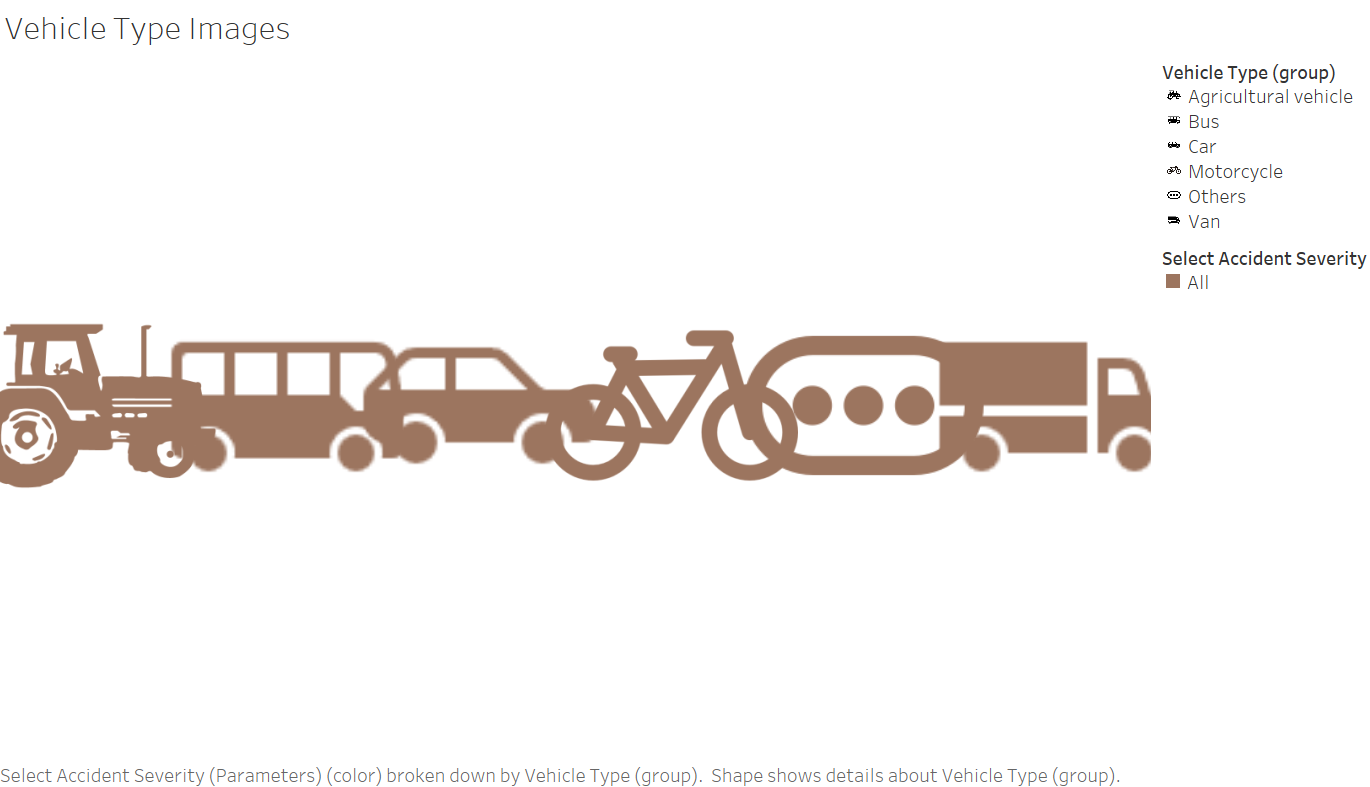 Vehicle Type Images
Vehicle Type (group)
Agricultural vehicle
Bus
Car
Motorcycle
Others
Van
Select Accident Severity
All
Select Accident Severity (Parameters) (color) broken down by Vehicle Type (group).  Shape shows details about Vehicle Type (group).